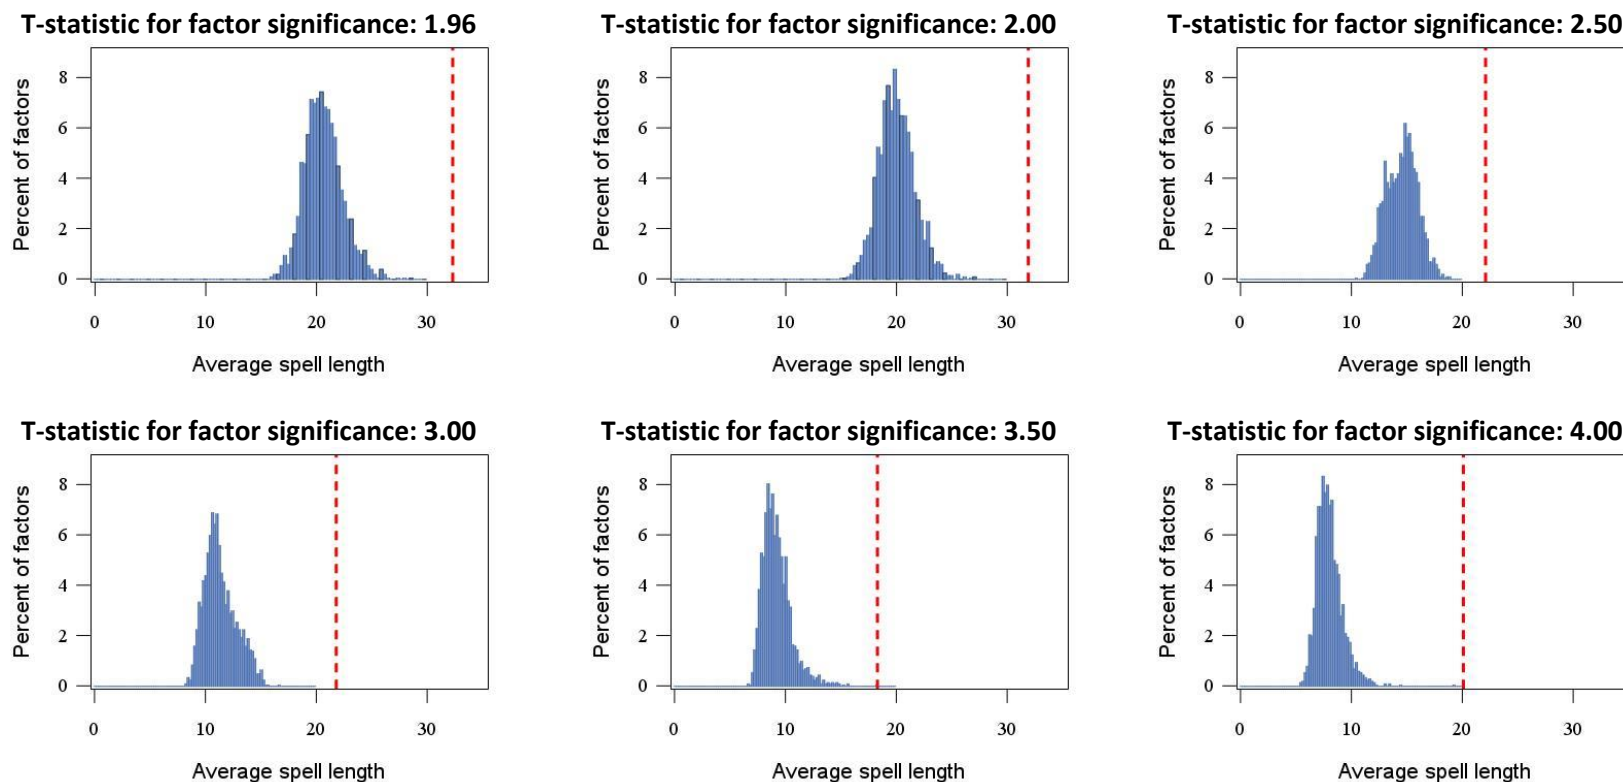 T-statistic for factor significance: 1.96
Percent of factors
8
6
4
2
0
0 10 20 30
Average spell length
T-statistic for factor significance: 2.00
Percent of factors
8
6
4
2
0
0 10 20 30
Average spell length
T-statistic for factor significance: 2.50
Percent of factors
8
6
4
2
0
0 10 20 30
Average spell length
T-statistic for factor significance: 3.00
Percent of factors
8
6
4
2
0
0 10 20 30
Average spell length
T-statistic for factor significance: 3.50
Percent of factors
8
6
4
2
0
0 10 20 30
Average spell length
T-statistic for factor significance: 4.00
Percent of factors
8
6
4
2
0
0 10 20 30
Average spell length